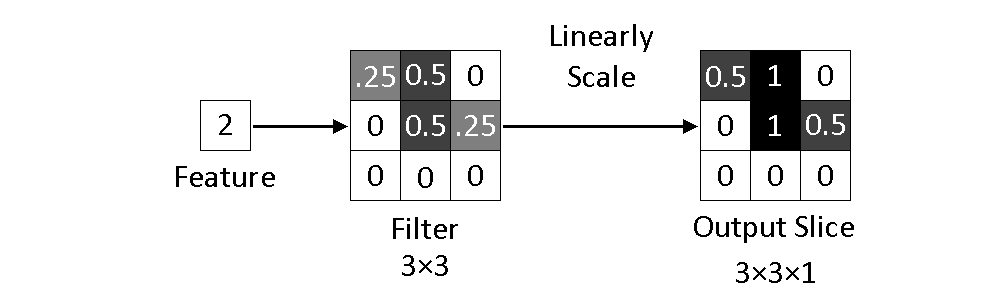 Linearly
Scale
.25 0.5 0
0.5 1 0
2
0 0.5 .25
0 1 0.5
0 0 0
0 0 0
Feature
Filter
3×3
Output Slice
3×3×1